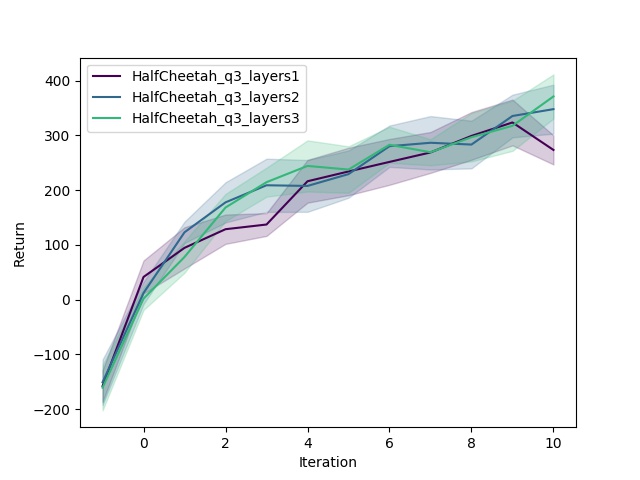 HalfCheetah_q3_layers1
HalfCheetah_q3_layers2
HalfCheetah_q3_layers3
400
300
200
100
0
−100
−200
Return
0
2
4
6
8
10
Iteration